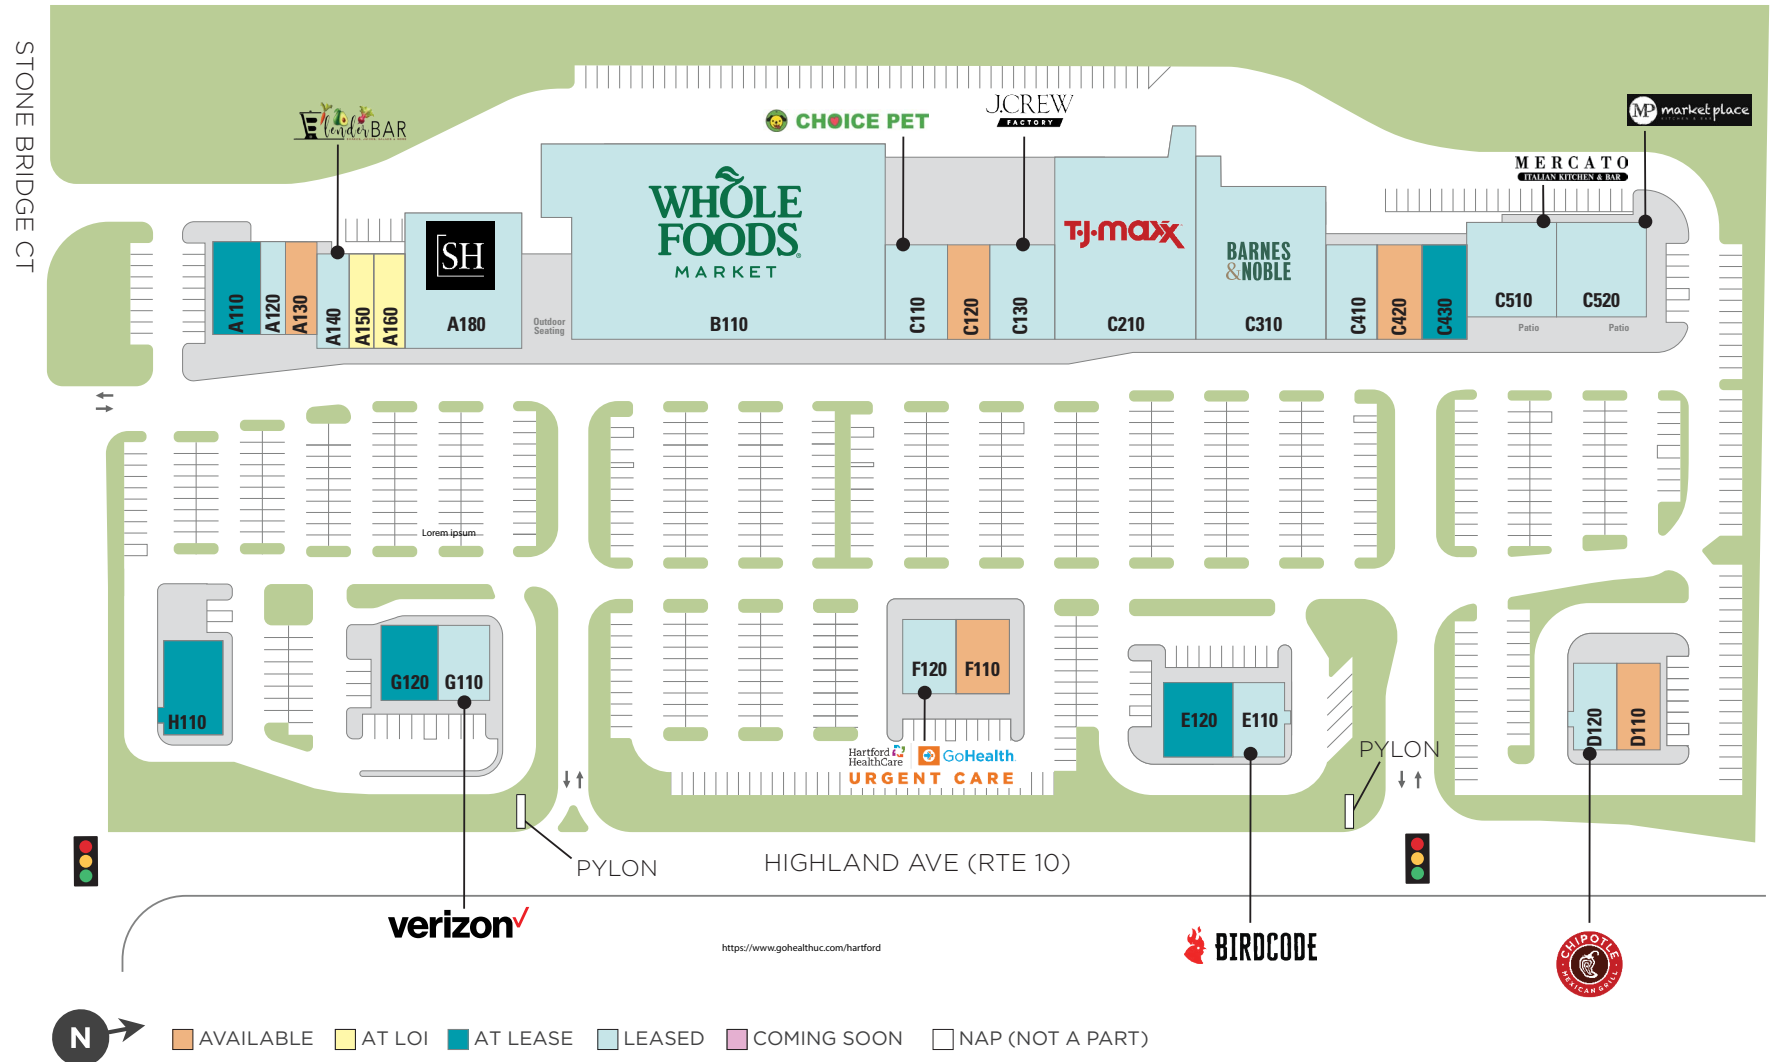 STONE BRIDGE CT
BlenderBAR
CHOICE PET
J.CREW
FACTORY
MP marketplace
KITCHEN & BAR
MERCATO
ITALIAN KITCHEN & BAR
SH
WHOLE
FOODS
MARKET
T.J.maxx
BARNES
&NOBLE
A110
A120
A130
A140
A150
A160
A180
Outdoor
Seating
B110
C110
C120
C130
C210
C310
C410
C420
C430
C510
C520
Patio
Patio
Lorem ipsum
H110
G120
G110
F120
F110
E120
E110
D120
D110
Hartford
HealthCare
GoHealth
URGENT CARE
PYLON
PYLON
HIGHLAND AVE (RTE 10)
verizon
https://www.gohealthuc.com/hartford
BIRDCODE
CHIPOTLE
MEXICAN GRILL
N
AVAILABLE
AT LOI
AT LEASE
LEASED
COMING SOON
NAP (NOT A PART)